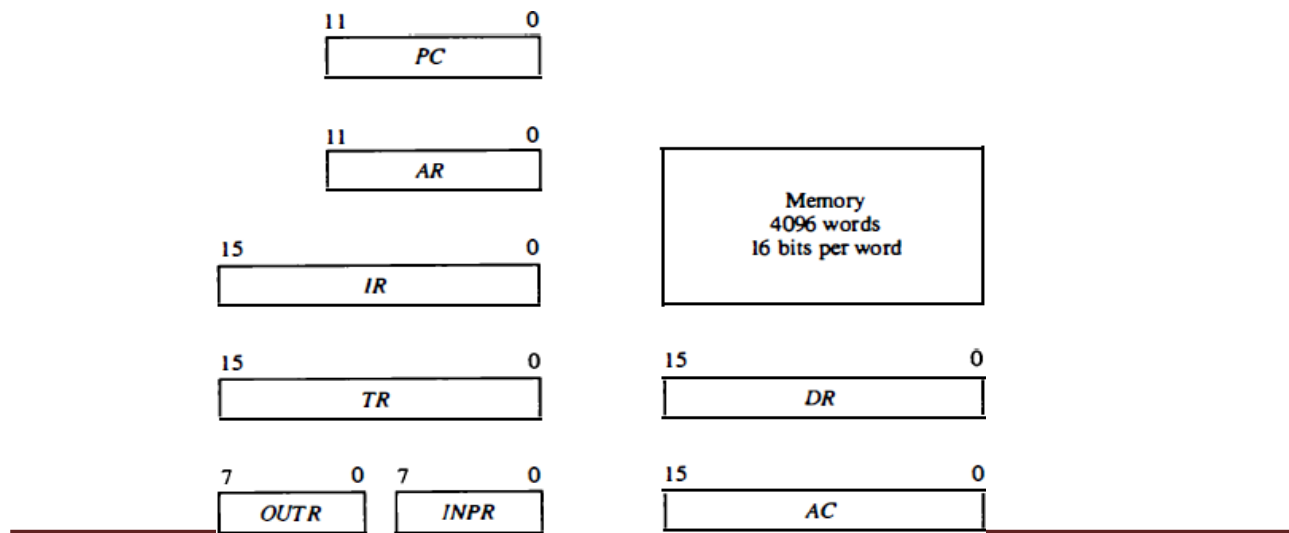 11 0
PC
11 0
AR
Memory
4096 words
16 bits per word
15 0
IR
15 0
TR
15 0
DR
7 0 7 0
OUTR INPR
15 0
AC